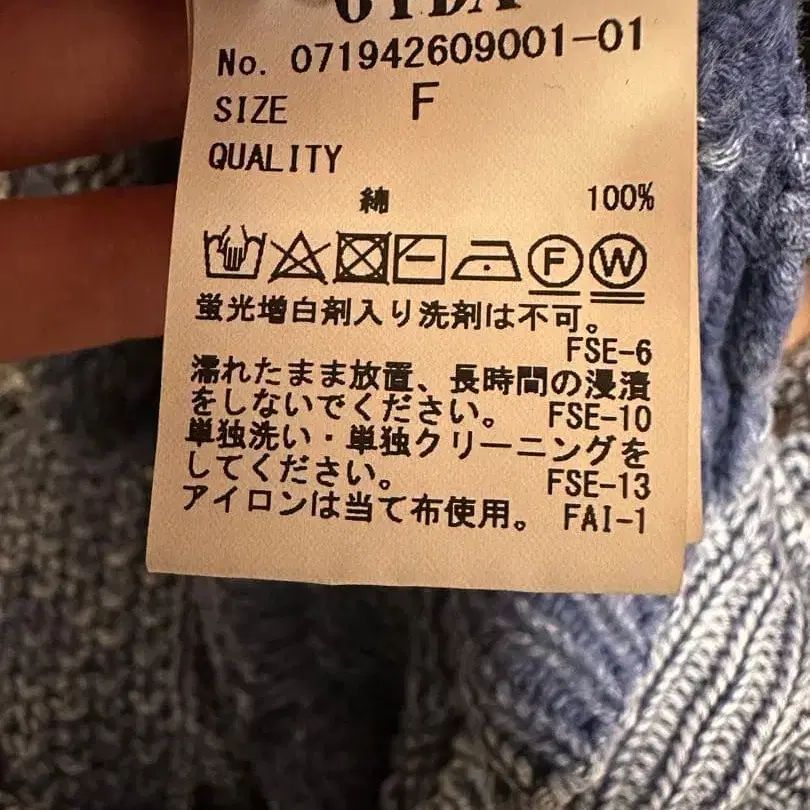 GYDA
No. 071942609001-01
SIZE F
QUALITY
綿 100%
F W
蛍光増白剤入り洗剤は不可。
FSE-6
濡れたまま放置、長時間の浸漬
をしないでください。 FSE-10
単独洗い・単独クリーニングを
してください。 FSE-13
アイロンは当て布使用。 FAI-1